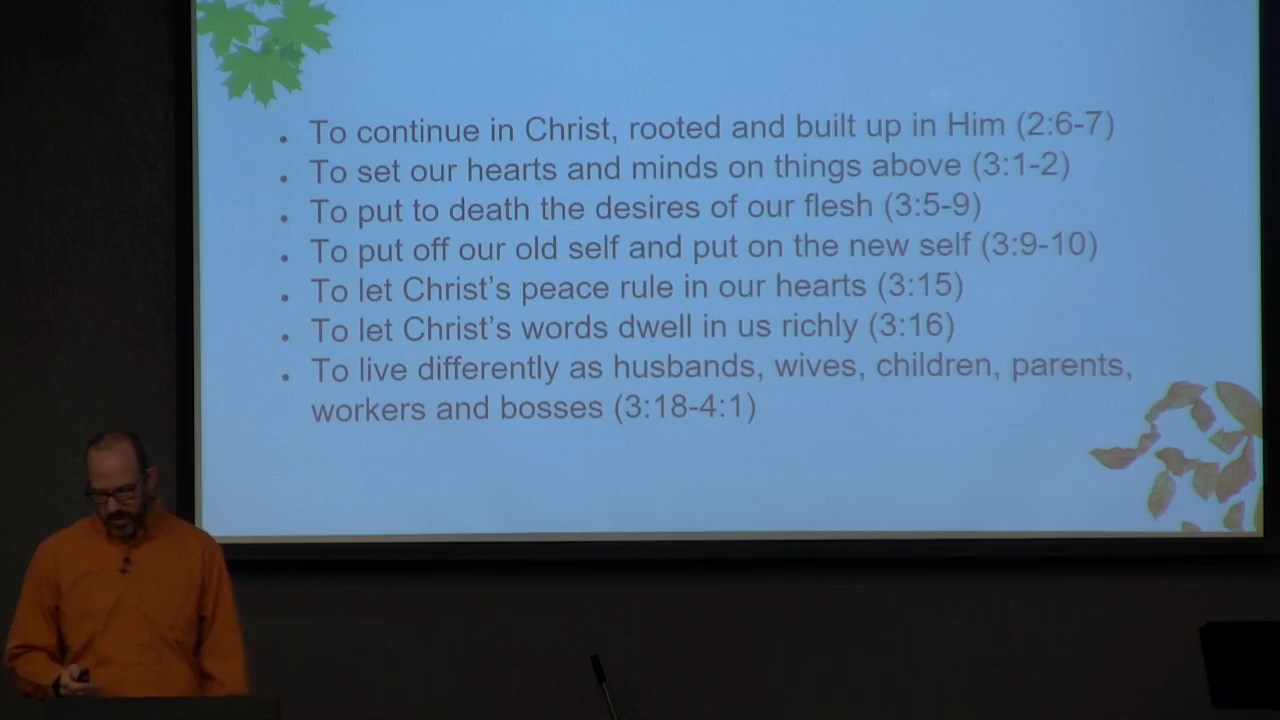 • To continue in Christ, rooted and built up in Him (2:6-7)
• To set our hearts and minds on things above (3:1-2)
• To put to death the desires of our flesh (3:5-9)
• To put off our old self and put on the new self (3:9-10)
• To let Christ’s peace rule in our hearts (3:15)
• To let Christ’s words dwell in us richly (3:16)
• To live differently as husbands, wives, children, parents,
workers and bosses (3:18-4:1)